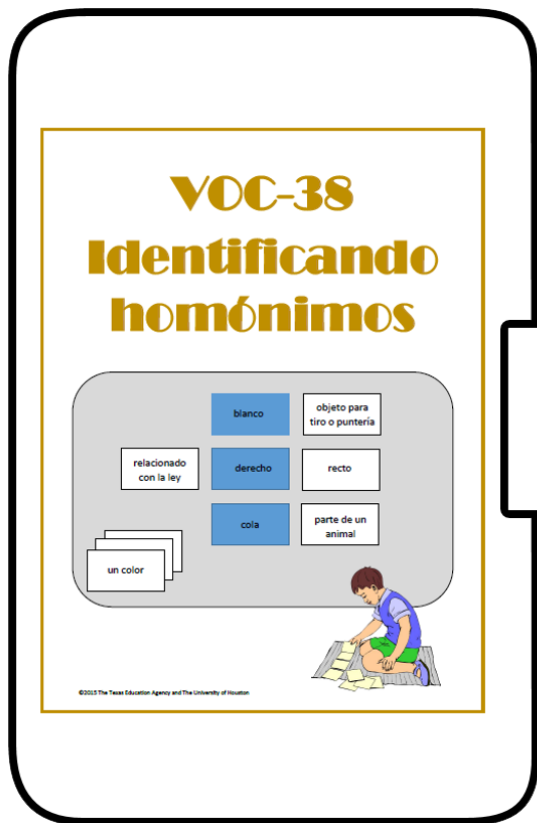 VOC-38
Identificando
homónimos
blanco
objeto para
tiro o puntería
relacionado
con la ley
derecho
recto
cola
parte de un
animal
un color
©2015 The Texas Education Agency and The University of Houston